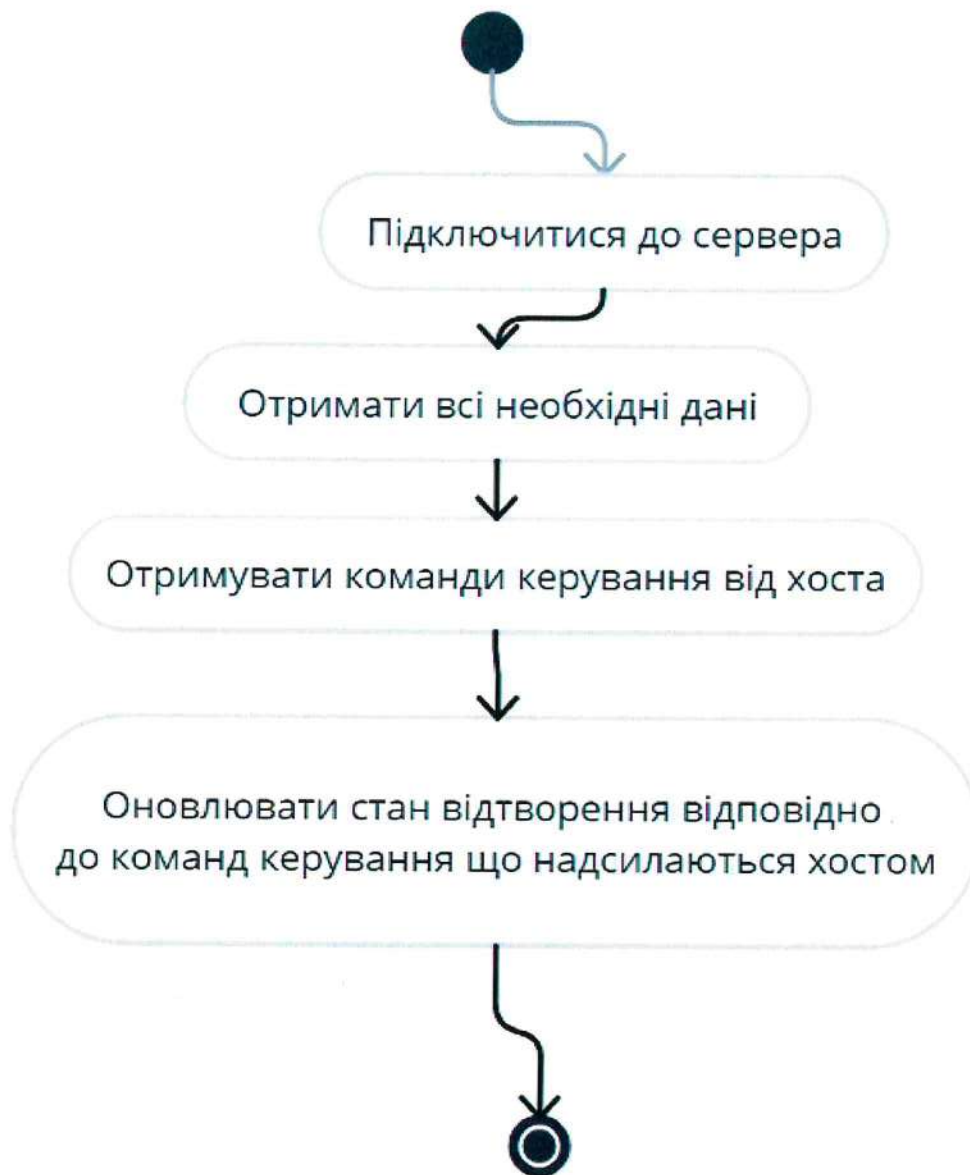 Підключитися до сервера
Отримати всі необхідні дані
Отримувати команди керування від хоста
Оновлювати стан відтворення відповідно
до команд керування що надсилаються хостом